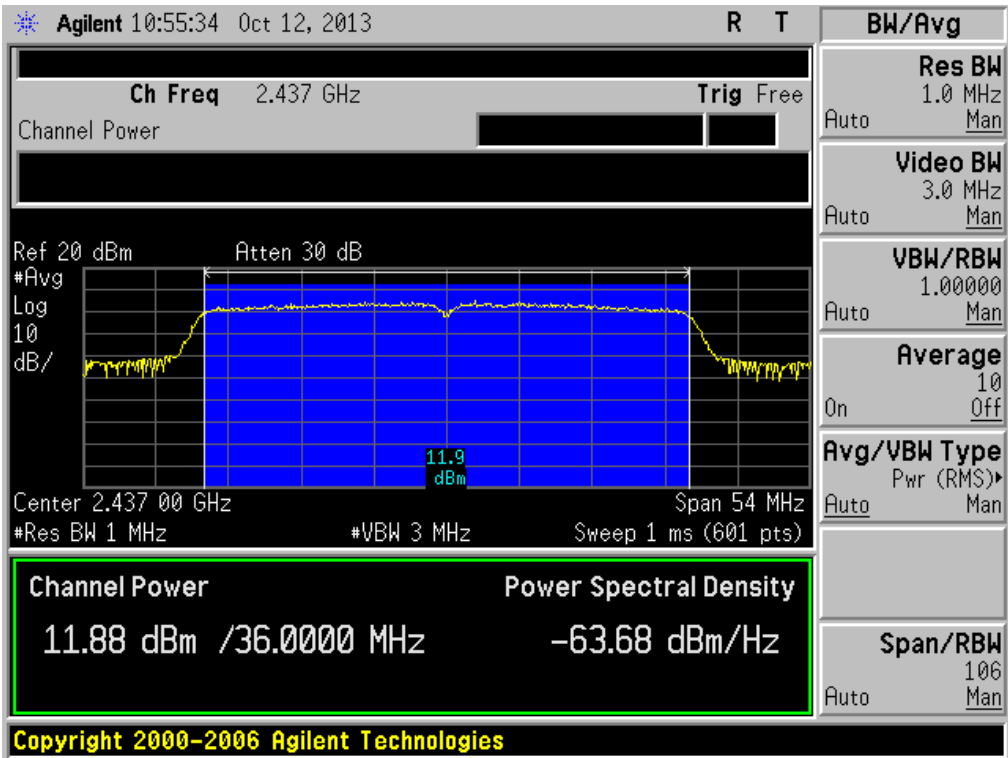 Agilent 10:55:34 Oct 12, 2013 R T
Ch Freq 2.437 GHz Trig Free
Channel Power
Ref 20 dBm Atten 30 dB
#Avg
Log
10
dB/
11.9
dBm
Center 2.437 00 GHz Span 54 MHz
#Res BW 1 MHz #VBW 3 MHz Sweep 1 ms (601 pts)
Channel Power Power Spectral Density
11.88 dBm /36.0000 MHz -63.68 dBm/Hz
Copyright 2000-2006 Agilent Technologies
BW/Avg
Res BW
1.0 MHz
Auto Man
Video BW
3.0 MHz
Auto Man
VBW/RBW
1.00000
Auto Man
Average
10
On Off
Avg/VBW Type
Pwr (RMS)▸
Auto Man
Span/RBW
106
Auto Man